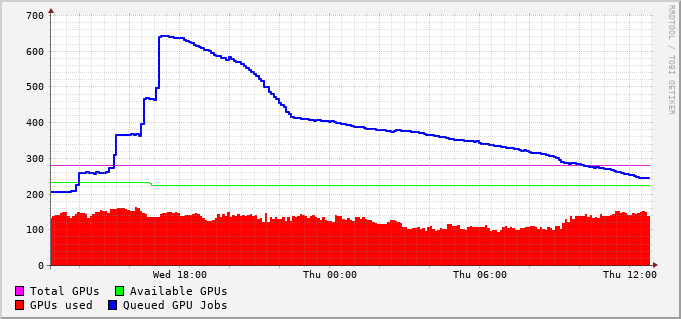 700
600
500
400
300
200
100
0
Wed 18:00 Thu 00:00 Thu 06:00 Thu 12:00
Total GPUs Available GPUs
GPUs used Queued GPU Jobs
RRDTOOL / TOBI OETIKER